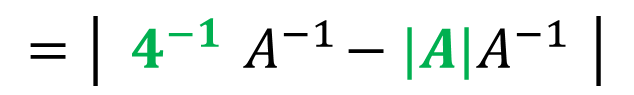 = | 4⁻¹ A⁻¹ − |A|A⁻¹ |